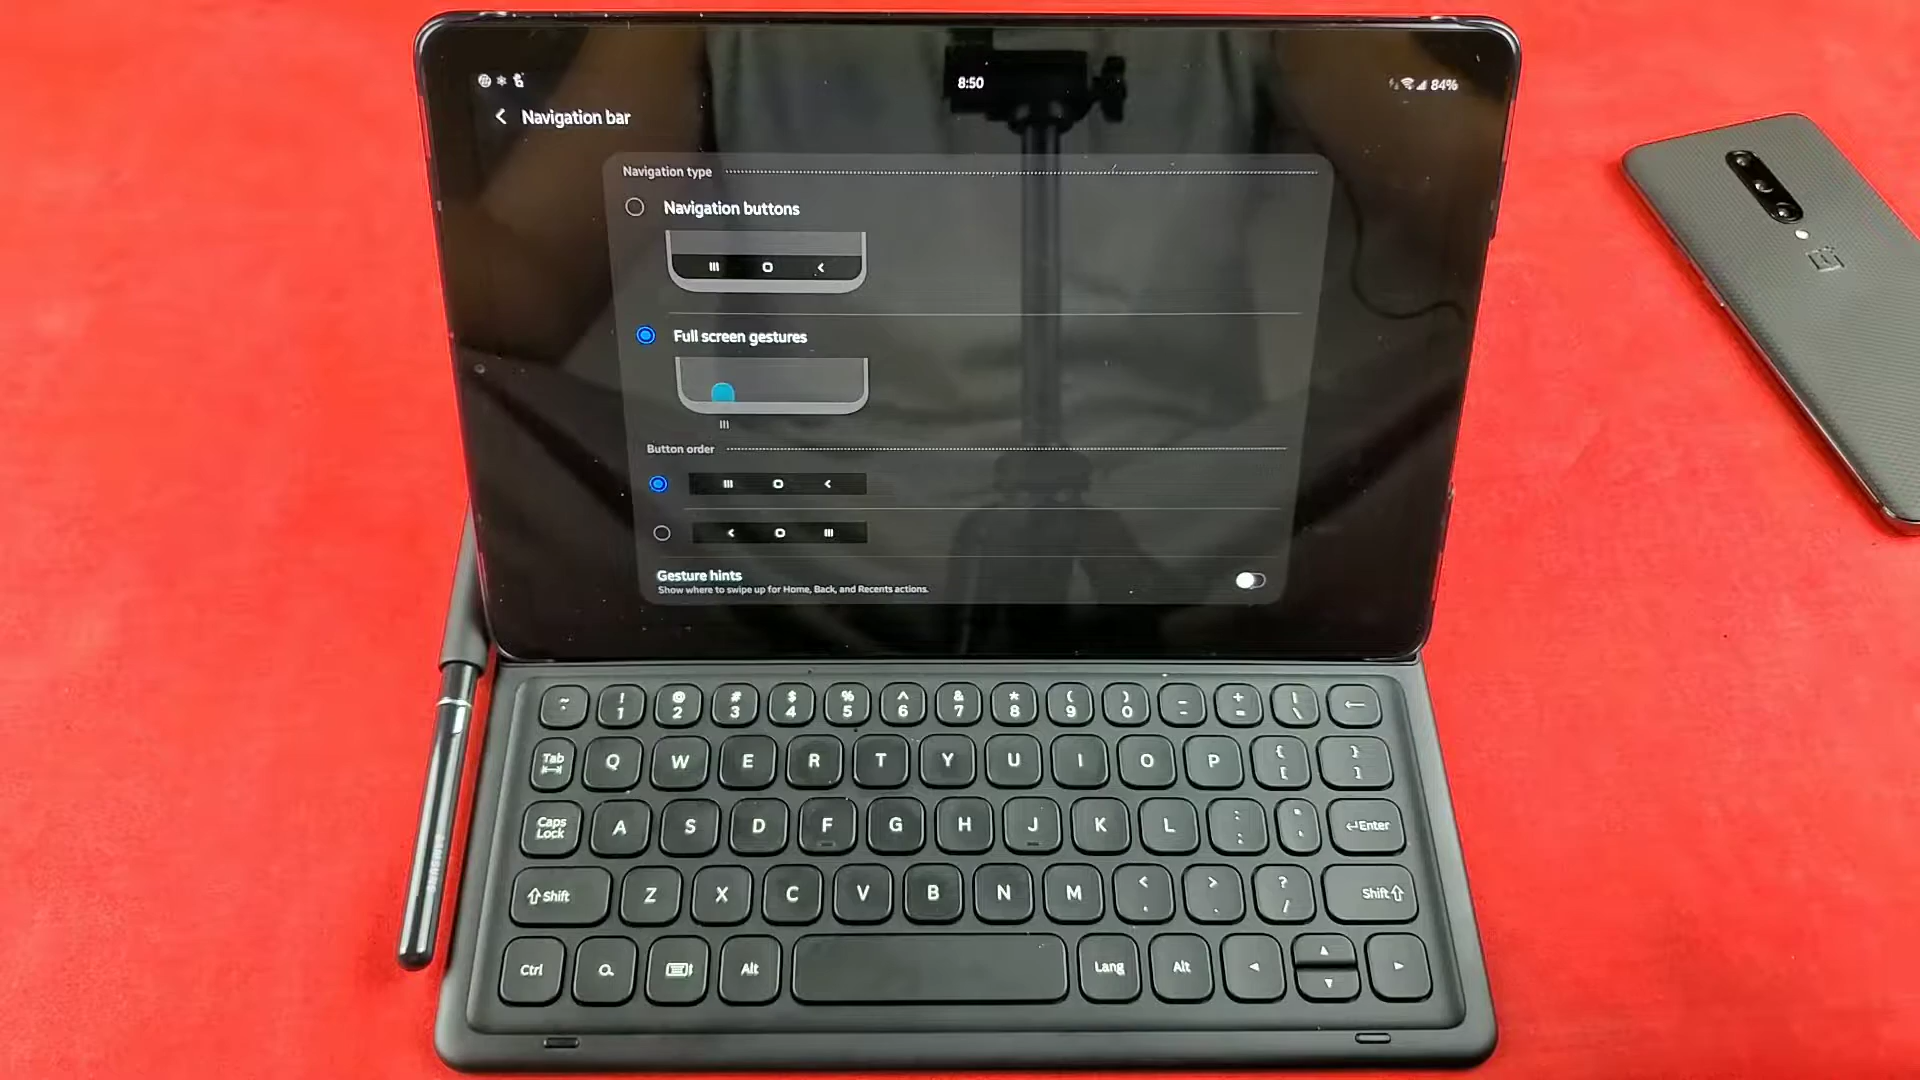 8:50
84%
Navigation bar
Navigation type
Navigation buttons
Full screen gestures
Button order
Gesture hints
Show where to swipe up for Home, Back, and Recents actions.
~ ! @ # $ % ^ & * ( ) - + |
` 1 2 3 4 5 6 7 8 9 0 - = \
Tab Q W E R T Y U I O P { [ } ]
Caps Lock A S D F G H J K L : ; " ' Enter
Shift Z X C V B N M < , > . ? / Shift
Ctrl Alt Lang Alt
SAMSUNG